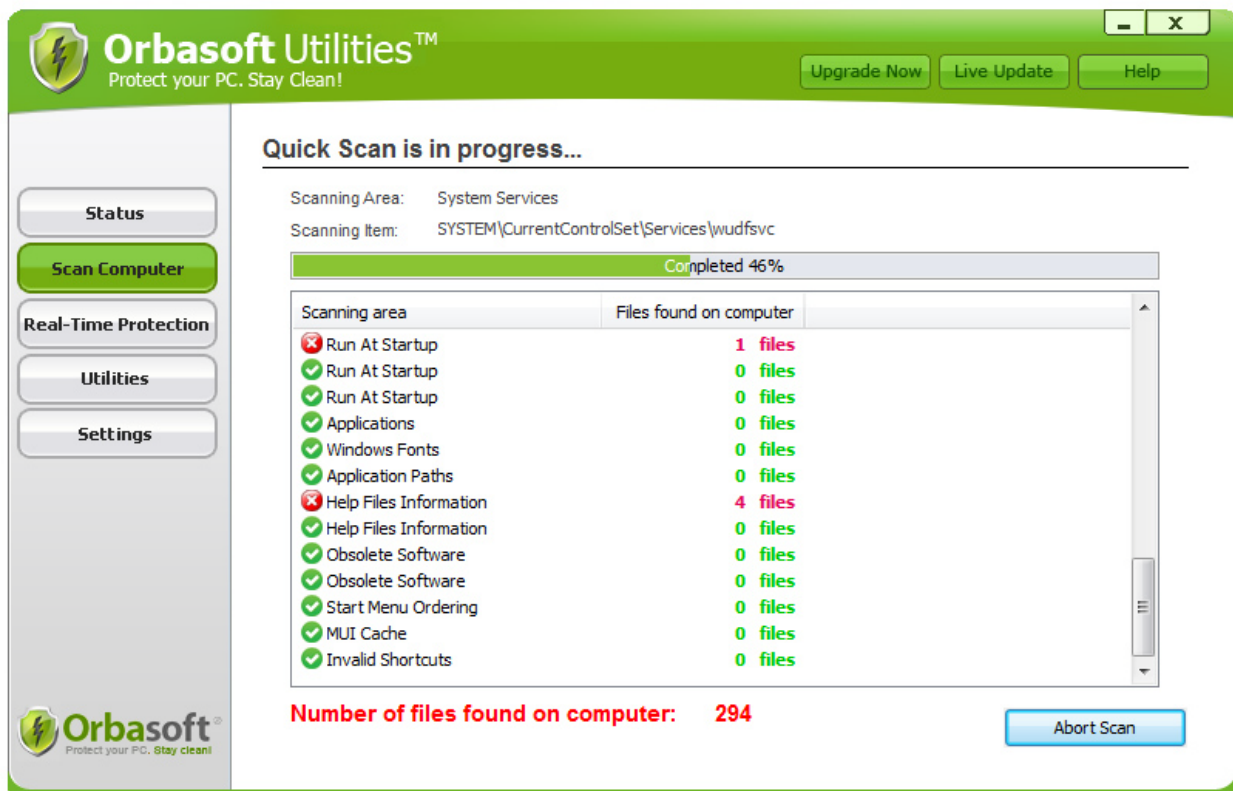 Orbasoft Utilities™
Protect your PC. Stay Clean!
Upgrade Now
Live Update
Help
Status
Scan Computer
Real-Time Protection
Utilities
Settings
Quick Scan is in progress...
Scanning Area: System Services
Scanning Item: SYSTEM\CurrentControlSet\Services\wudfsvc
Completed 46%
Scanning area Files found on computer
Run At Startup 1 files
Run At Startup 0 files
Run At Startup 0 files
Applications 0 files
Windows Fonts 0 files
Application Paths 0 files
Help Files Information 4 files
Help Files Information 0 files
Obsolete Software 0 files
Obsolete Software 0 files
Start Menu Ordering 0 files
MUI Cache 0 files
Invalid Shortcuts 0 files
Number of files found on computer: 294
Abort Scan
Orbasoft®
Protect your PC. Stay clean!